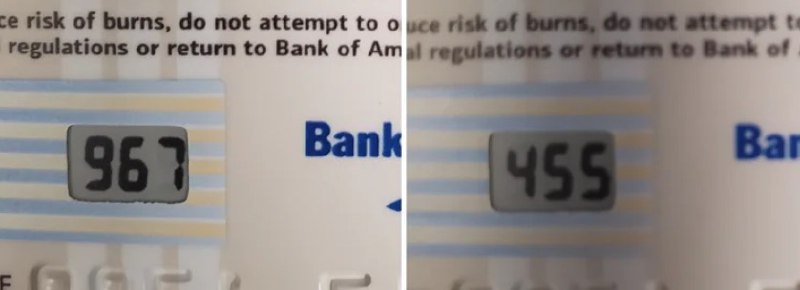 ce risk of burns, do not attempt to o
regulations or return to Bank of Am
967
Bank
uce risk of burns, do not attempt to
al regulations or return to Bank of
455
Ban